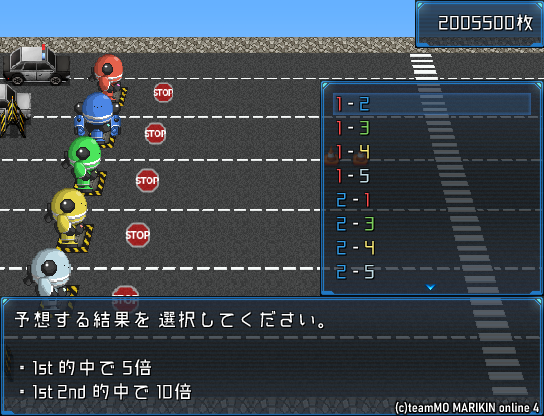 2005500枚
STOP
STOP
STOP
STOP
STOP
1 - 2
1 - 3
1 - 4
1 - 5
2 - 1
2 - 3
2 - 4
2 - 5
予想する結果を 選択してください。
・1st 的中で 5倍
・1st 2nd 的中で 10倍
(c)teamMO MARIKIN online 4